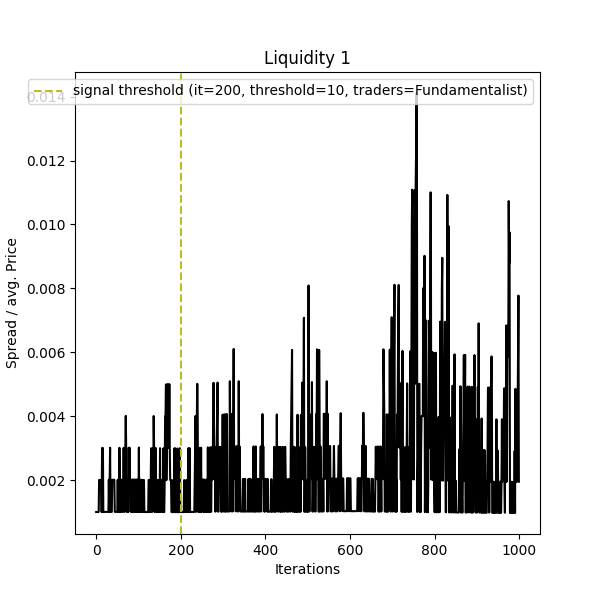 Liquidity 1
signal threshold (it=200, threshold=10, traders=Fundamentalist)
0.014
0.012
0.010
0.008
0.006
0.004
0.002
Spread / avg. Price
0 200 400 600 800 1000
Iterations